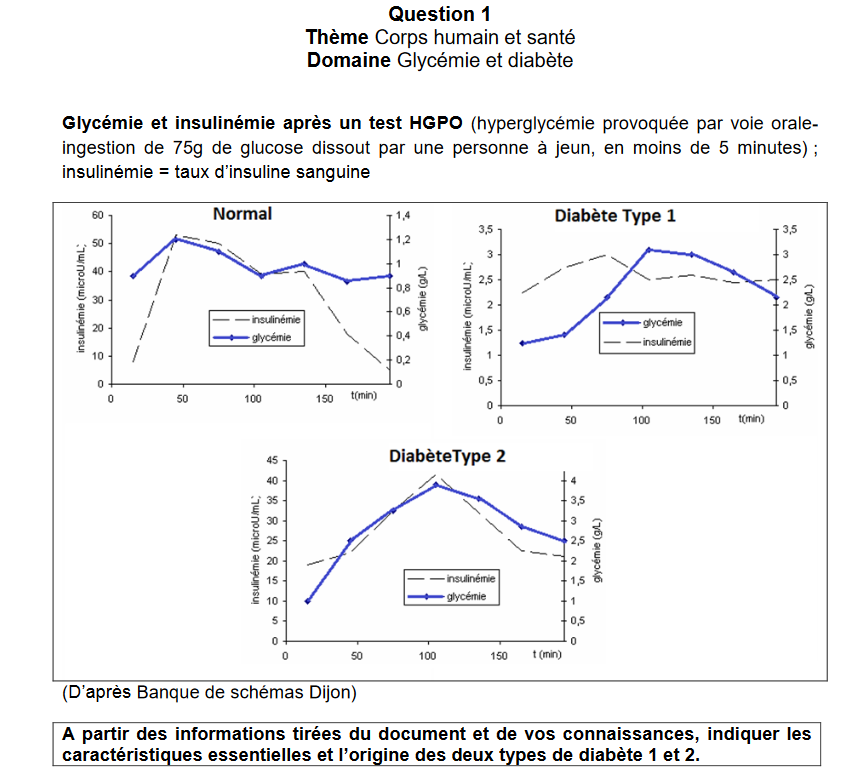 Question 1
Thème Corps humain et santé
Domaine Glycémie et diabète
Glycémie et insulinémie après un test HGPO (hyperglycémie provoquée par voie orale-
ingestion de 75g de glucose dissout par une personne à jeun, en moins de 5 minutes) ;
insulinémie = taux d'insuline sanguine
Normal
60
50
40
30
20
10
0
insulinémie (microU/mL;
1,4
1,2
1
0,8
0,6
0,4
0,2
0
glycémie (g/L)
insulinémie
glycémie
0
50
100
150
t(min)
Diabète Type 1
3,5
3
2,5
2
1,5
1
0,5
0
insulinémie (microU/mL;
3,5
3
2,5
2
1,5
1
0,5
0
glycémie (g/L)
glycémie
insulinémie
0
50
100
150
t(min)
DiabèteType 2
45
40
35
30
25
20
15
10
5
0
insulinémie (microU/mL;
4
3,5
3
2,5
2
1,5
1
0,5
0
glycémie (g/L)
insulinémie
glycémie
0
50
100
150
t (min)
(D'après Banque de schémas Dijon)
A partir des informations tirées du document et de vos connaissances, indiquer les
caractéristiques essentielles et l'origine des deux types de diabète 1 et 2.